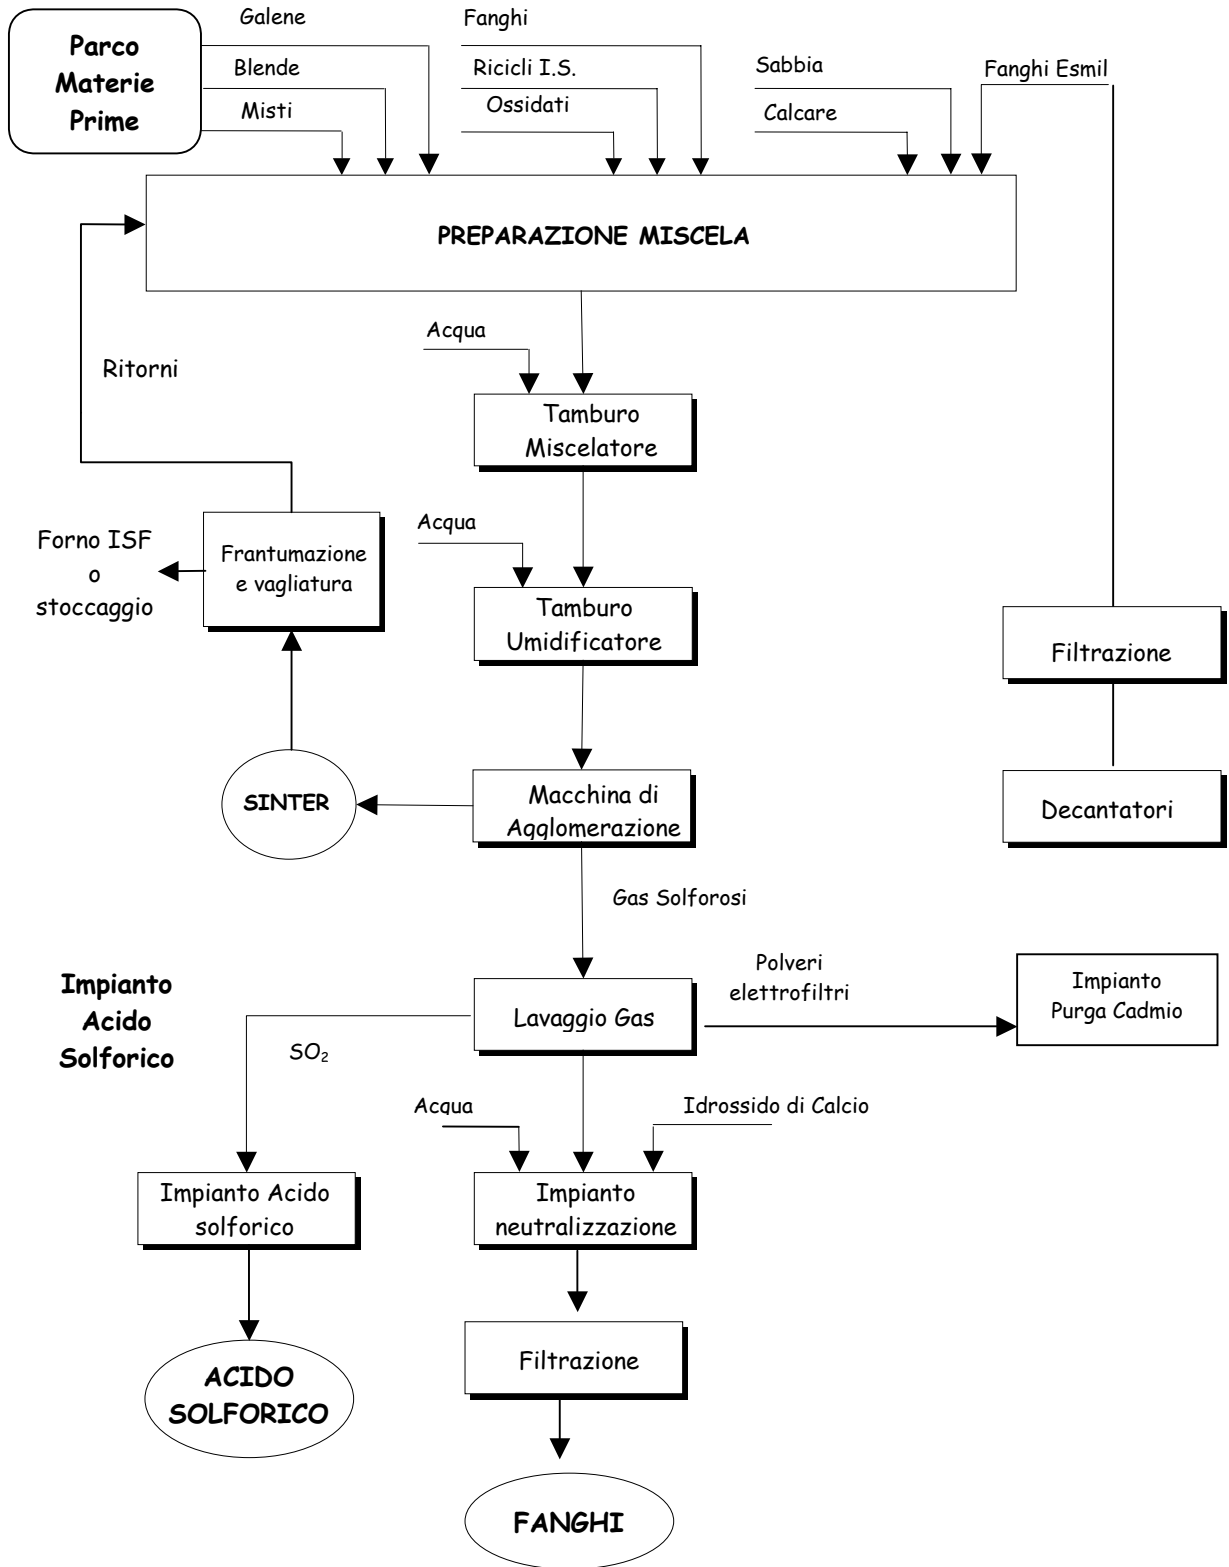 Parco
Materie
Prime
Galene
Blende
Misti
Fanghi
Ricicli I.S.
Ossidati
Sabbia
Calcare
Fanghi Esmil
PREPARAZIONE MISCELA
Ritorni
Acqua
Tamburo
Miscelatore
Forno ISF
o
stoccaggio
Frantumazione
e vagliatura
Acqua
Tamburo
Umidificatore
Filtrazione
SINTER
Macchina di
Agglomerazione
Decantatori
Gas Solforosi
Impianto
Acido
Solforico
SO₂
Lavaggio Gas
Polveri
elettrofiltri
Impianto
Purga Cadmio
Acqua
Idrossido di Calcio
Impianto Acido
solforico
Impianto
neutralizzazione
ACIDO
SOLFORICO
Filtrazione
FANGHI